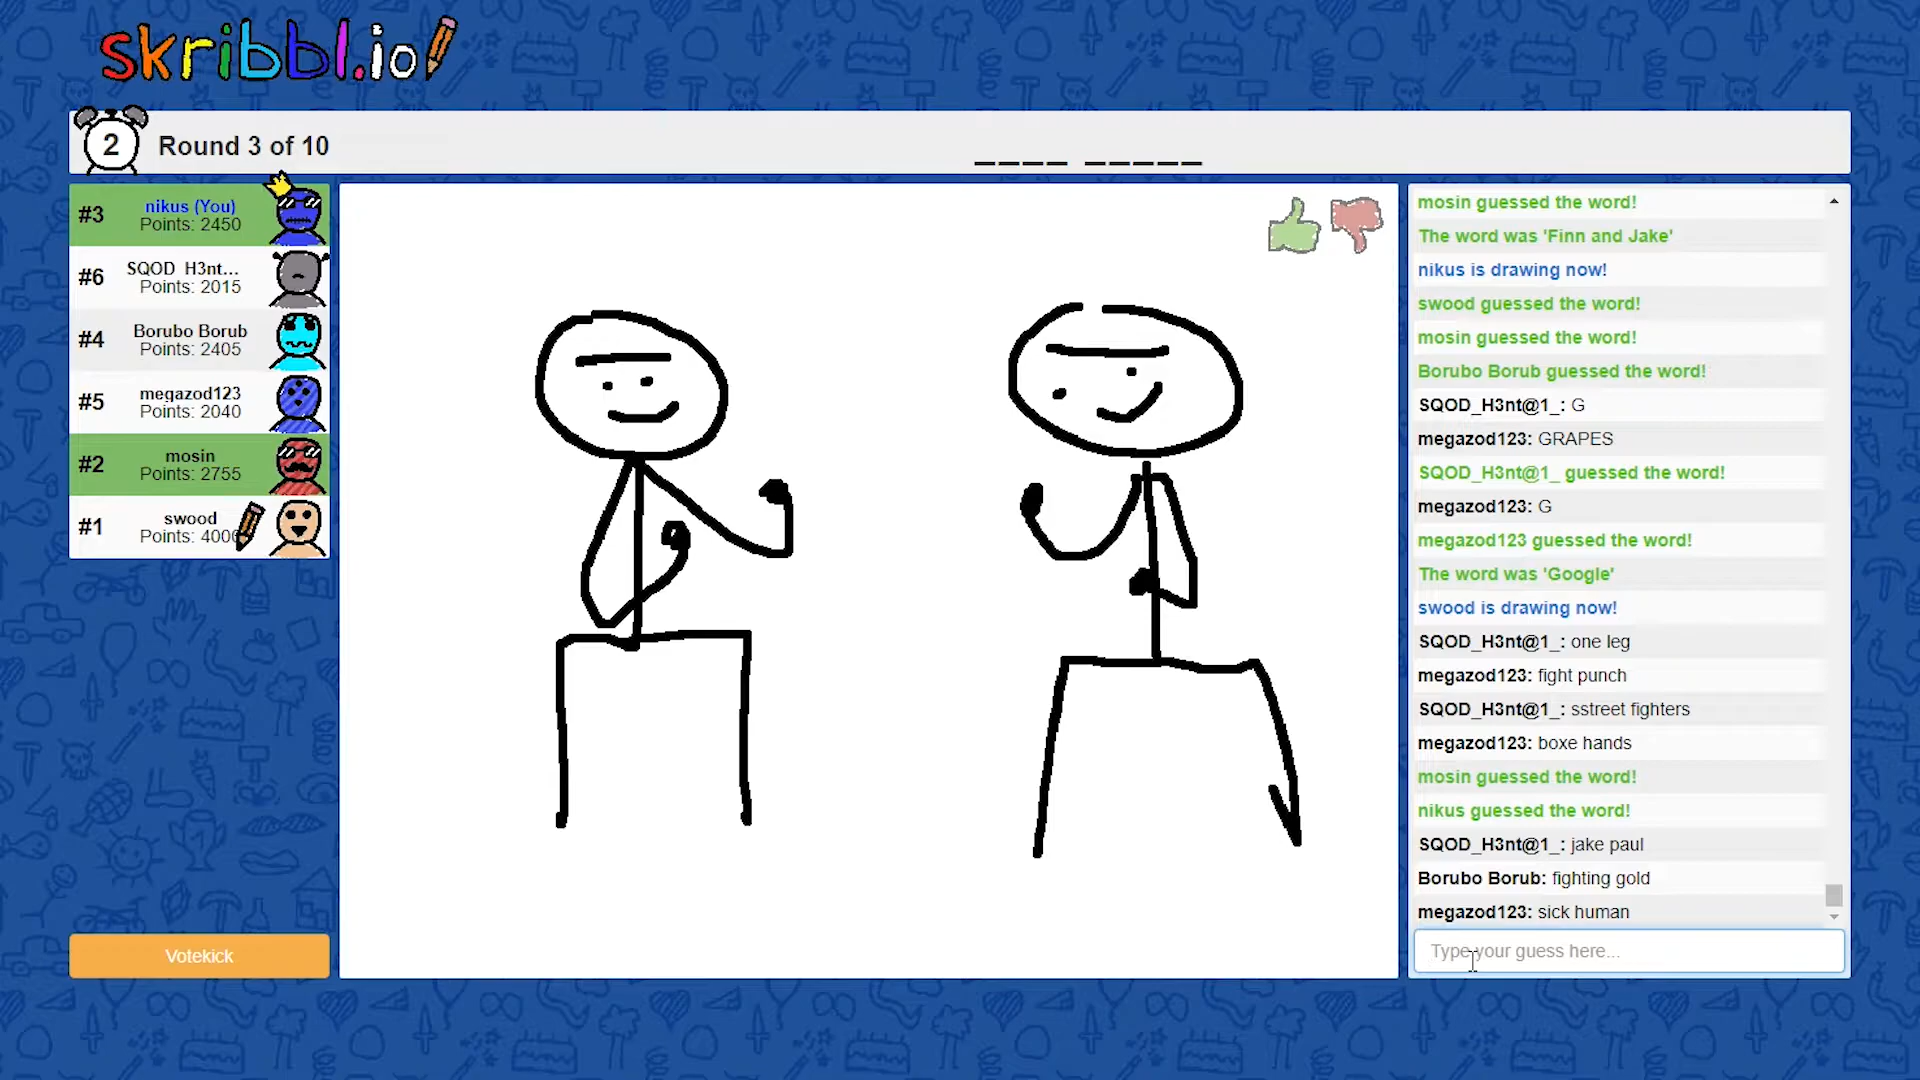 skribbl.io
2
Round 3 of 10
____ _____
#3
nikus (You)
Points: 2450
#6
SQOD H3nt...
Points: 2015
#4
Borubo Borub
Points: 2405
#5
megazod123
Points: 2040
#2
mosin
Points: 2755
#1
swood
Points: 4000
Votekick
mosin guessed the word!
The word was 'Finn and Jake'
nikus is drawing now!
swood guessed the word!
mosin guessed the word!
Borubo Borub guessed the word!
SQOD_H3nt@1_: G
megazod123: GRAPES
SQOD_H3nt@1_ guessed the word!
megazod123: G
megazod123 guessed the word!
The word was 'Google'
swood is drawing now!
SQOD_H3nt@1_: one leg
megazod123: fight punch
SQOD_H3nt@1_: sstreet fighters
megazod123: boxe hands
mosin guessed the word!
nikus guessed the word!
SQOD_H3nt@1_: jake paul
Borubo Borub: fighting gold
megazod123: sick human
Type your guess here...